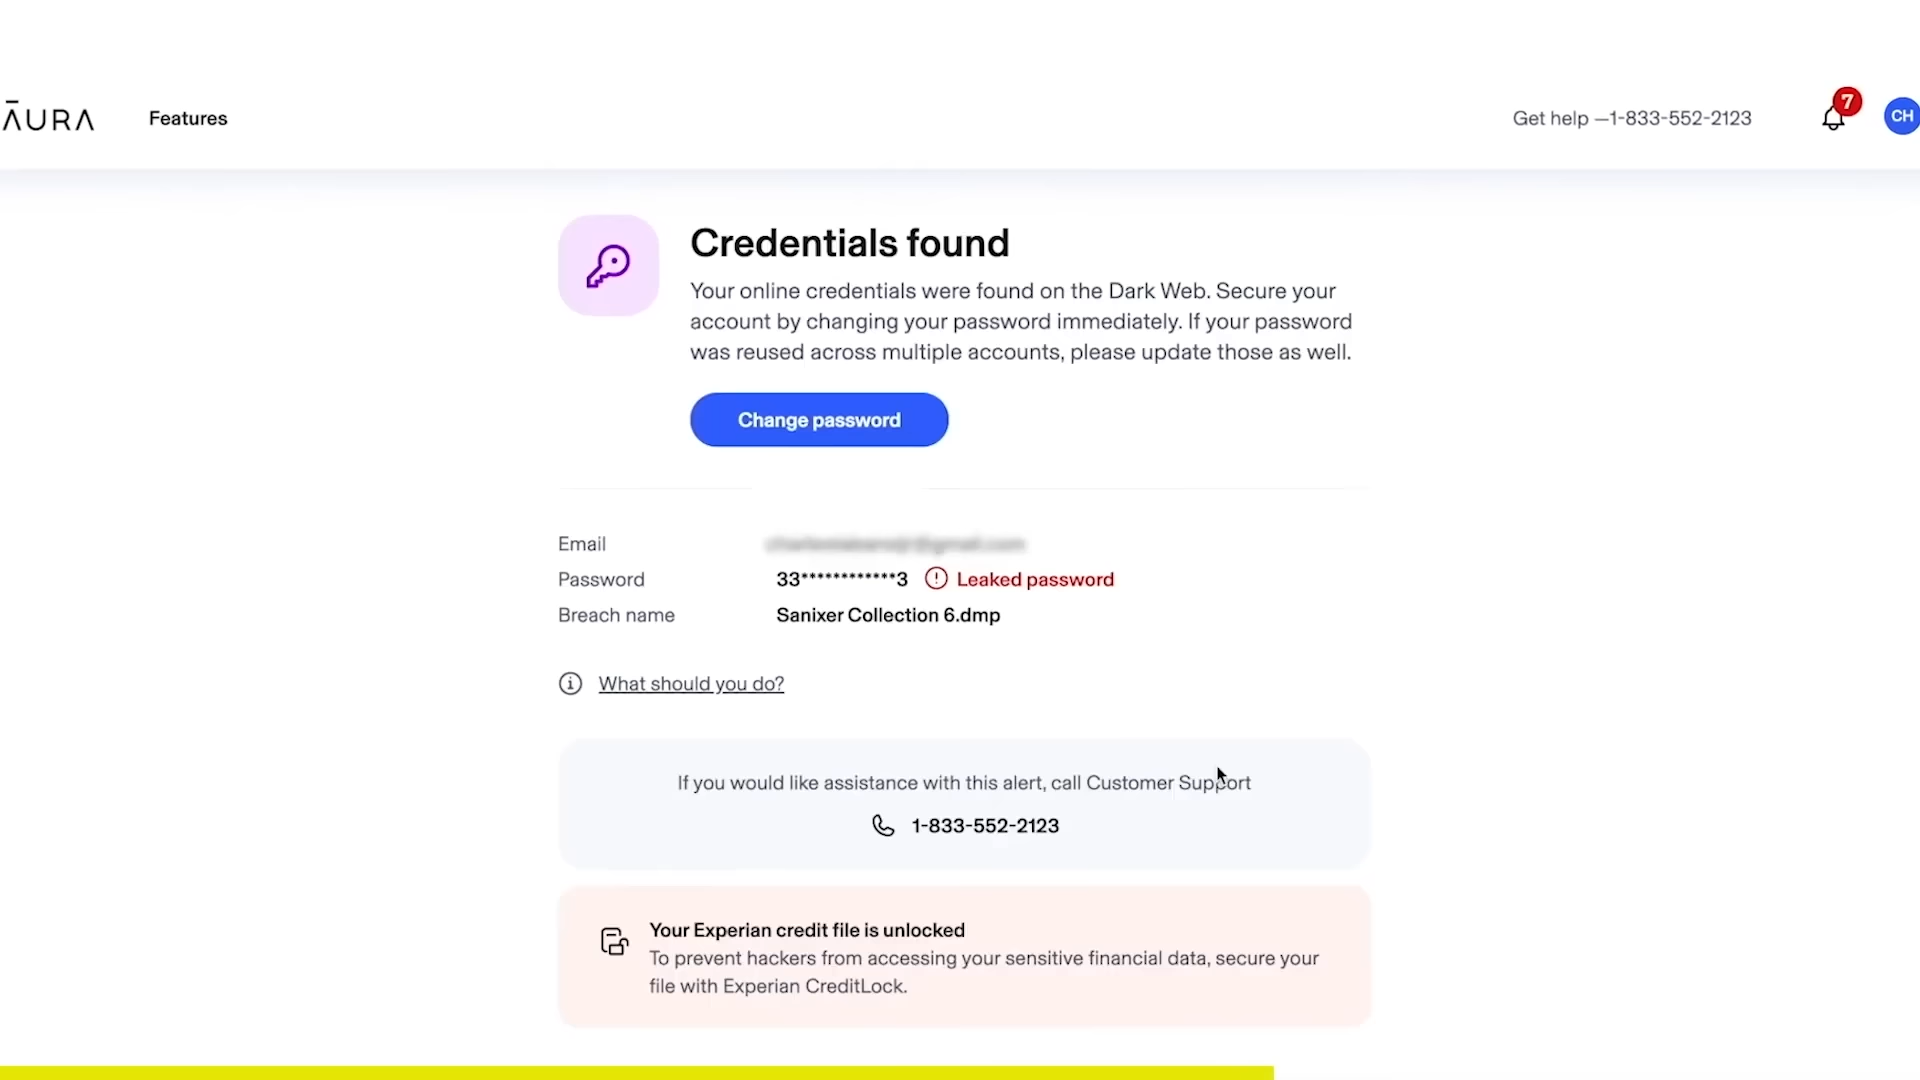 ĀURA
Features
Get help —1-833-552-2123
7
CH
Credentials found
Your online credentials were found on the Dark Web. Secure your
account by changing your password immediately. If your password
was reused across multiple accounts, please update those as well.
Change password
Email
Password 33************3 Leaked password
Breach name Sanixer Collection 6.dmp
What should you do?
If you would like assistance with this alert, call Customer Support
1-833-552-2123
Your Experian credit file is unlocked
To prevent hackers from accessing your sensitive financial data, secure your
file with Experian CreditLock.